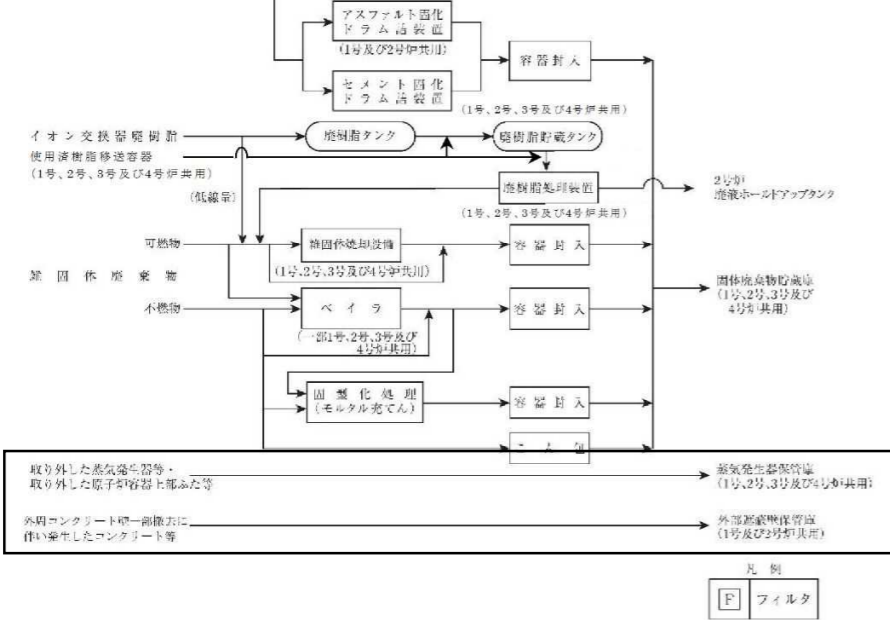 アスファルト固化
ドラム詰装置
(1号及び2号炉共用)
容器封入
セメント固化
ドラム詰装置
(1号、2号、3号及び4号炉共用)
イオン交換器廃樹脂
廃樹脂タンク
廃樹脂貯蔵タンク
使用済樹脂移送容器
(1号、2号、3号及び4号炉共用)
(低線量)
廃樹脂処理装置
(1号、2号、3号及び4号炉共用)
2号炉
廃液ホールドアップタンク
可燃物
雑固体焼却設備
(1号、2号、3号及び4号炉共用)
容器封入
雑固体廃棄物
固体廃棄物貯蔵庫
(1号、2号、3号及び
4号炉共用)
不燃物
ベイラ
(一部1号、2号、3号及び
4号炉共用)
容器封入
固型化処理
(モルタル充てん)
容器封入
こん包
取り外した蒸気発生器等・
取り外した原子炉容器上部ふた等
蒸気発生器保管庫
(1号、2号、3号及び4号炉共用)
外周コンクリート壁一部撤去に
伴い発生したコンクリート等
外部遮蔽壁保管庫
(1号及び2号炉共用)
凡例
F フィルタ